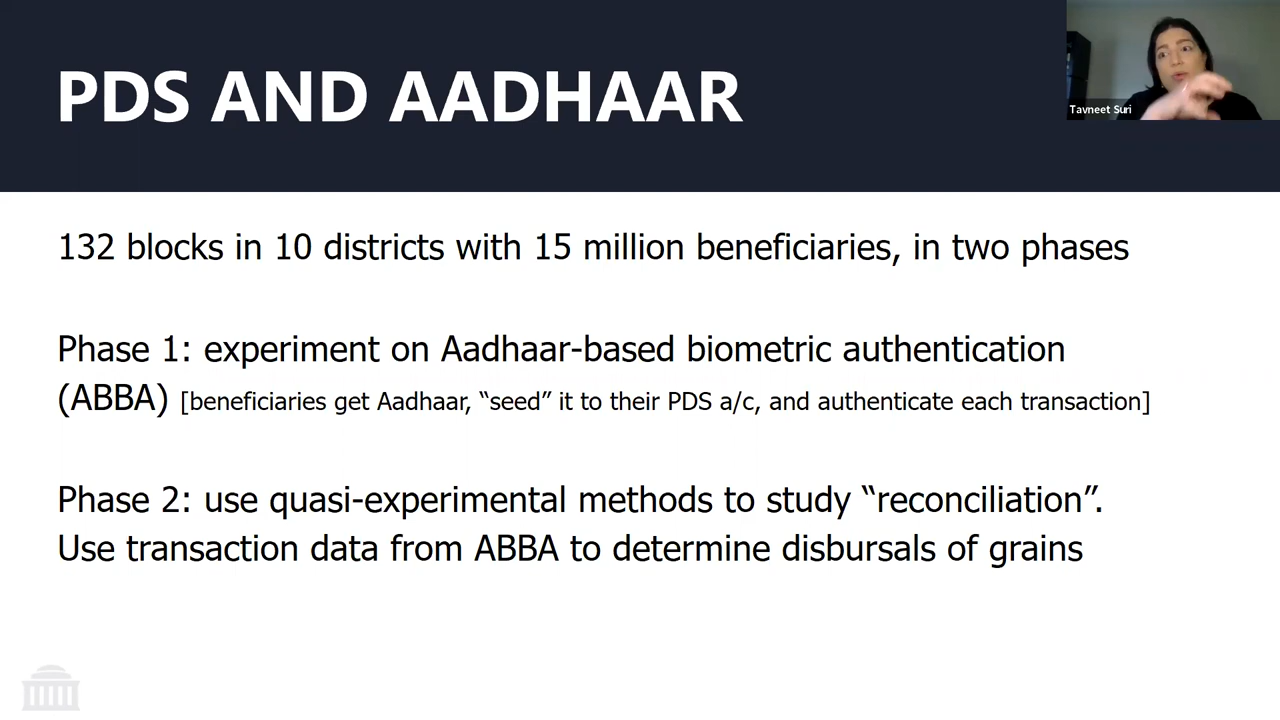 PDS AND AADHAAR
Tavneet Suri
132 blocks in 10 districts with 15 million beneficiaries, in two phases
Phase 1: experiment on Aadhaar-based biometric authentication
(ABBA) [beneficiaries get Aadhaar, “seed” it to their PDS a/c, and authenticate each transaction]
Phase 2: use quasi-experimental methods to study “reconciliation”.
Use transaction data from ABBA to determine disbursals of grains